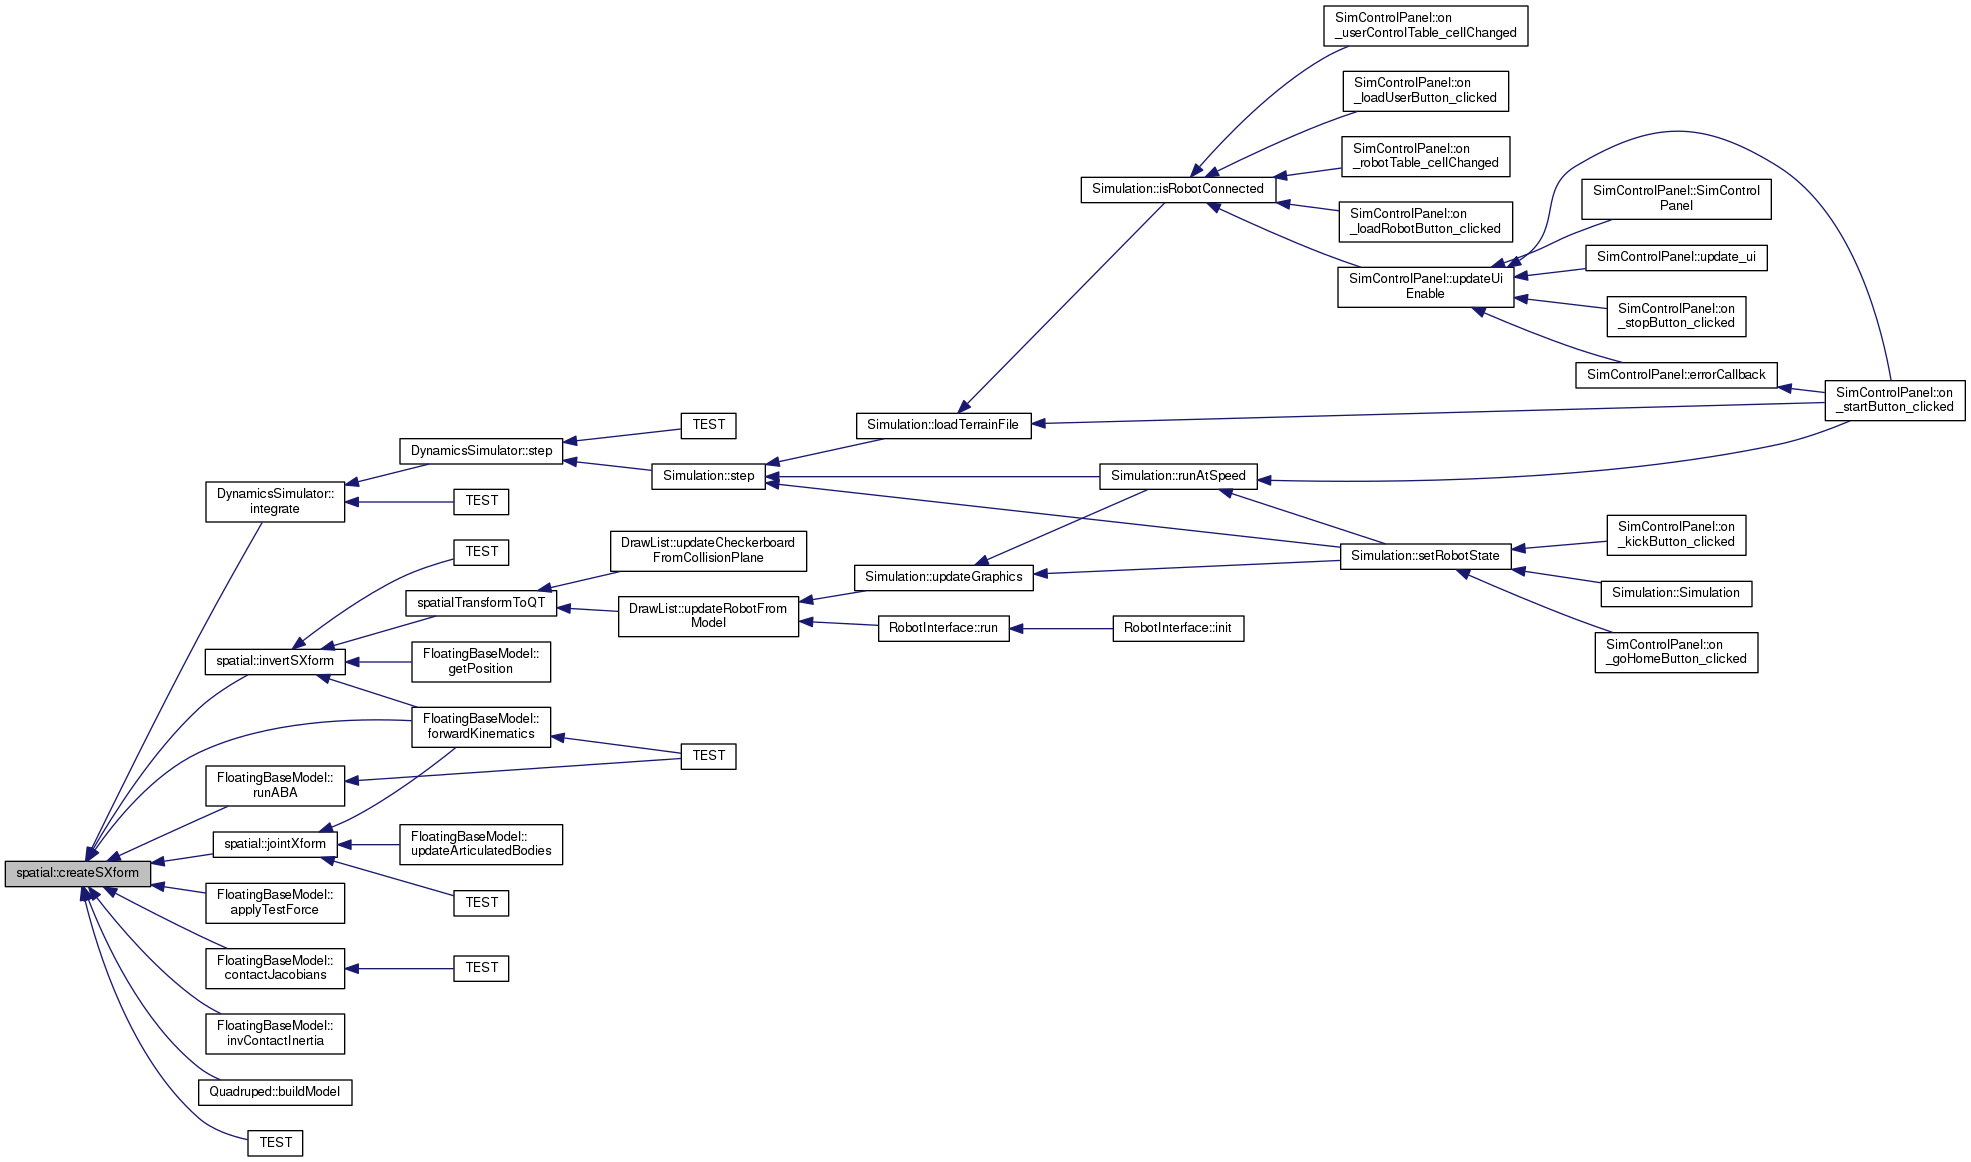 SimControlPanel::on
_userControlTable_cellChanged
SimControlPanel::on
_loadUserButton_clicked
SimControlPanel::on
_robotTable_cellChanged
Simulation::isRobotConnected
SimControlPanel::SimControl
Panel
SimControlPanel::on
_loadRobotButton_clicked
SimControlPanel::update_ui
SimControlPanel::updateUi
Enable
SimControlPanel::on
_stopButton_clicked
SimControlPanel::errorCallback
SimControlPanel::on
_startButton_clicked
TEST
Simulation::loadTerrainFile
DynamicsSimulator::step
Simulation::step
Simulation::runAtSpeed
DynamicsSimulator::
integrate
TEST
SimControlPanel::on
_kickButton_clicked
TEST
DrawList::updateCheckerboard
FromCollisionPlane
Simulation::setRobotState
Simulation::updateGraphics
Simulation::Simulation
spatialTransformToQT
DrawList::updateRobotFrom
Model
RobotInterface::run
RobotInterface::init
SimControlPanel::on
_goHomeButton_clicked
spatial::invertSXform
FloatingBaseModel::
getPosition
FloatingBaseModel::
forwardKinematics
TEST
FloatingBaseModel::
runABA
spatial::jointXform
FloatingBaseModel::
updateArticulatedBodies
spatial::createSXform
FloatingBaseModel::
applyTestForce
TEST
FloatingBaseModel::
contactJacobians
TEST
FloatingBaseModel::
invContactInertia
Quadruped::buildModel
TEST